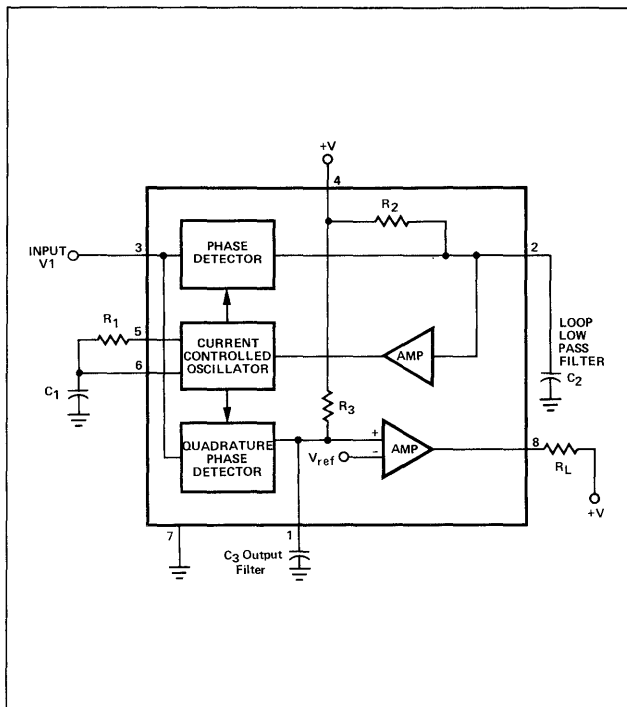 +V
4
R2
INPUT
V1
3
PHASE
DETECTOR
2
R1
5
6
CURRENT
CONTROLLED
OSCILLATOR
AMP
LOOP
LOW
PASS
FILTER
C2
C1
R3
QUADRATURE
PHASE
DETECTOR
+
-
Vref
AMP
8
RL
+V
7
1
C3 Output
Filter